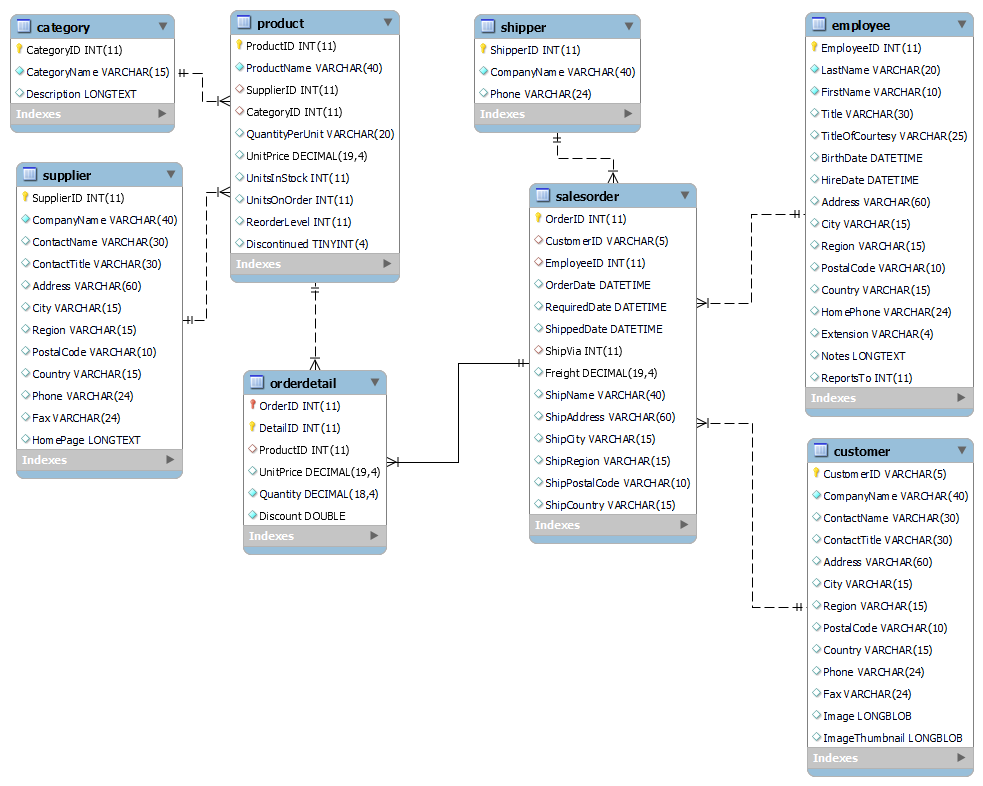 category
CategoryID INT(11)
CategoryName VARCHAR(15)
Description LONGTEXT
Indexes
supplier
SupplierID INT(11)
CompanyName VARCHAR(40)
ContactName VARCHAR(30)
ContactTitle VARCHAR(30)
Address VARCHAR(60)
City VARCHAR(15)
Region VARCHAR(15)
PostalCode VARCHAR(10)
Country VARCHAR(15)
Phone VARCHAR(24)
Fax VARCHAR(24)
HomePage LONGTEXT
Indexes
product
ProductID INT(11)
ProductName VARCHAR(40)
SupplierID INT(11)
CategoryID INT(11)
QuantityPerUnit VARCHAR(20)
UnitPrice DECIMAL(19,4)
UnitsInStock INT(11)
UnitsOnOrder INT(11)
ReorderLevel INT(11)
Discontinued TINYINT(4)
Indexes
orderdetail
OrderID INT(11)
DetailID INT(11)
ProductID INT(11)
UnitPrice DECIMAL(19,4)
Quantity DECIMAL(18,4)
Discount DOUBLE
Indexes
shipper
ShipperID INT(11)
CompanyName VARCHAR(40)
Phone VARCHAR(24)
Indexes
salesorder
OrderID INT(11)
CustomerID VARCHAR(5)
EmployeeID INT(11)
OrderDate DATETIME
RequiredDate DATETIME
ShippedDate DATETIME
ShipVia INT(11)
Freight DECIMAL(19,4)
ShipName VARCHAR(40)
ShipAddress VARCHAR(60)
ShipCity VARCHAR(15)
ShipRegion VARCHAR(15)
ShipPostalCode VARCHAR(10)
ShipCountry VARCHAR(15)
Indexes
employee
EmployeeID INT(11)
LastName VARCHAR(20)
FirstName VARCHAR(10)
Title VARCHAR(30)
TitleOfCourtesy VARCHAR(25)
BirthDate DATETIME
HireDate DATETIME
Address VARCHAR(60)
City VARCHAR(15)
Region VARCHAR(15)
PostalCode VARCHAR(10)
Country VARCHAR(15)
HomePhone VARCHAR(24)
Extension VARCHAR(4)
Notes LONGTEXT
ReportsTo INT(11)
Indexes
customer
CustomerID VARCHAR(5)
CompanyName VARCHAR(40)
ContactName VARCHAR(30)
ContactTitle VARCHAR(30)
Address VARCHAR(60)
City VARCHAR(15)
Region VARCHAR(15)
PostalCode VARCHAR(10)
Country VARCHAR(15)
Phone VARCHAR(24)
Fax VARCHAR(24)
Image LONGBLOB
ImageThumbnail LONGBLOB
Indexes